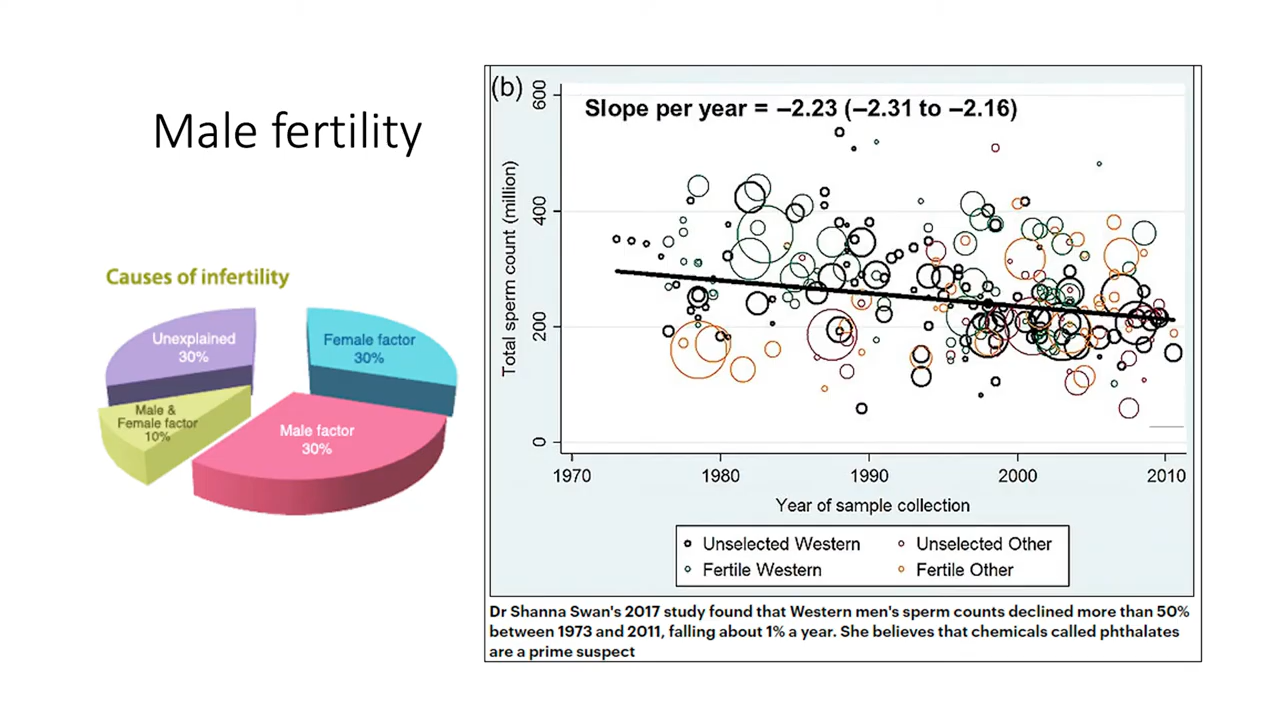 Male fertility
Causes of infertility
Unexplained
30%
Female factor
30%
Male &
Female factor
10%
Male factor
30%
(b)
Slope per year = –2.23 (–2.31 to –2.16)
Total sperm count (million)
600
400
200
0
1970 1980 1990 2000 2010
Year of sample collection
Unselected Western Unselected Other
Fertile Western Fertile Other
Dr Shanna Swan's 2017 study found that Western men's sperm counts declined more than 50%
between 1973 and 2011, falling about 1% a year. She believes that chemicals called phthalates
are a prime suspect